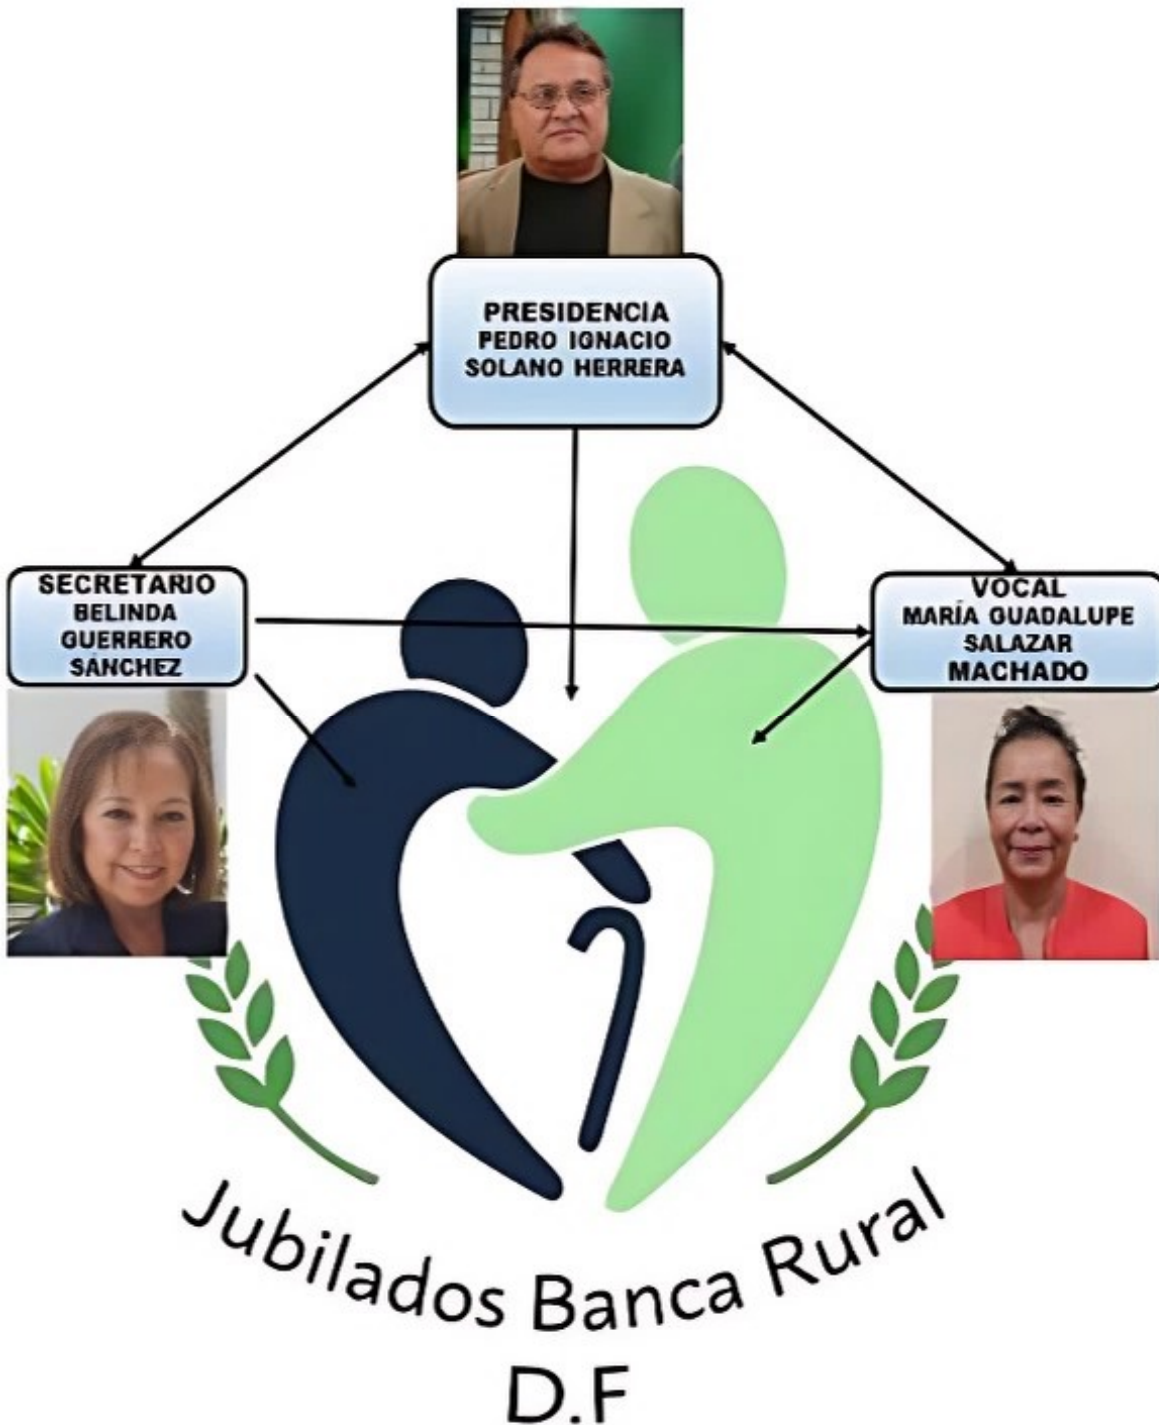 PRESIDENCIA
PEDRO IGNACIO
SOLANO HERRERA
SECRETARIO
BELINDA
GUERRERO
SÁNCHEZ
VOCAL
MARÍA GUADALUPE
SALAZAR
MACHADO
Jubilados Banca Rural
D.F